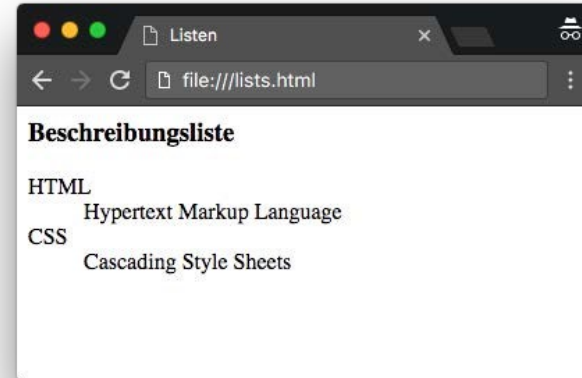 Listen
file:///lists.html
Beschreibungsliste
HTML
Hypertext Markup Language
CSS
Cascading Style Sheets